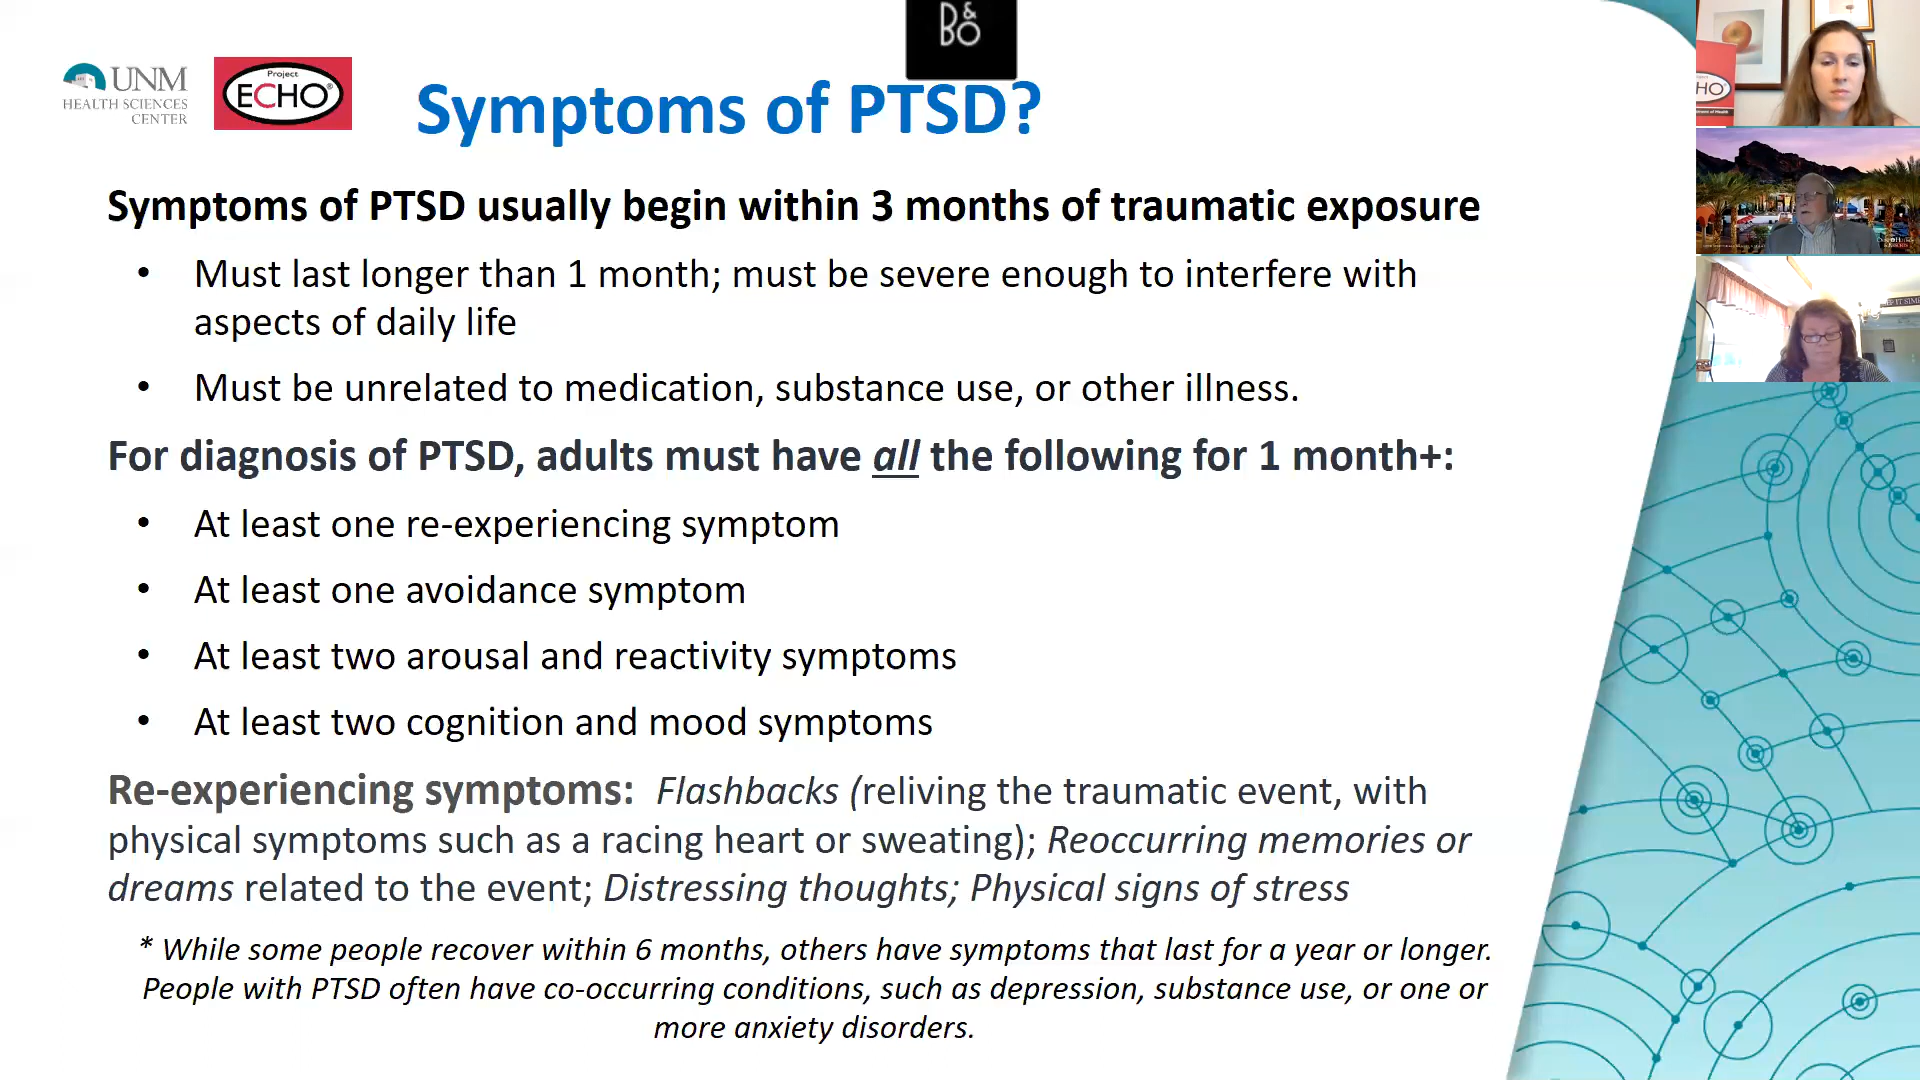 B&O
UNM
HEALTH SCIENCES
CENTER
Project
ECHO®
Symptoms of PTSD?
HO
Symptoms of PTSD usually begin within 3 months of traumatic exposure
• Must last longer than 1 month; must be severe enough to interfere with
aspects of daily life
• Must be unrelated to medication, substance use, or other illness.
For diagnosis of PTSD, adults must have all the following for 1 month+:
• At least one re-experiencing symptom
• At least one avoidance symptom
• At least two arousal and reactivity symptoms
• At least two cognition and mood symptoms
Re-experiencing symptoms: Flashbacks (reliving the traumatic event, with
physical symptoms such as a racing heart or sweating); Reoccurring memories or
dreams related to the event; Distressing thoughts; Physical signs of stress
* While some people recover within 6 months, others have symptoms that last for a year or longer.
People with PTSD often have co-occurring conditions, such as depression, substance use, or one or
more anxiety disorders.